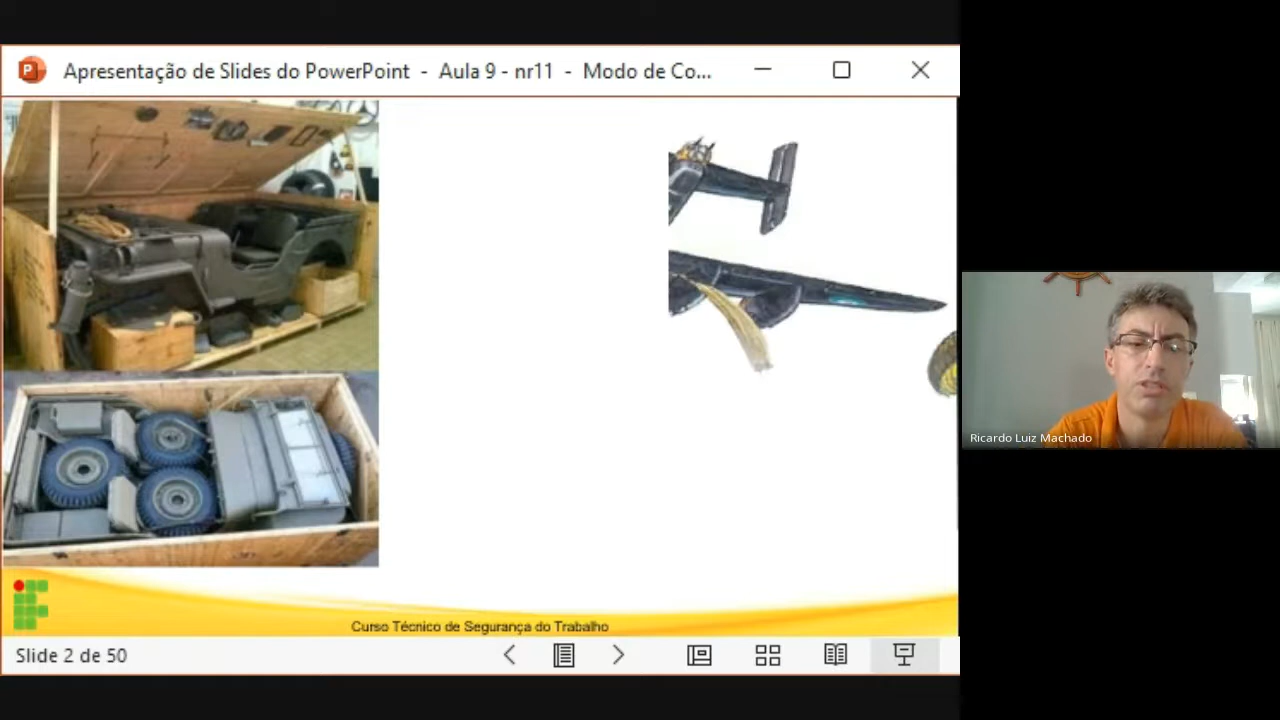 Apresentação de Slides do PowerPoint - Aula 9 - nr11 - Modo de Co...
Ricardo Luiz Machado
Curso Técnico de Segurança do Trabalho
Slide 2 de 50